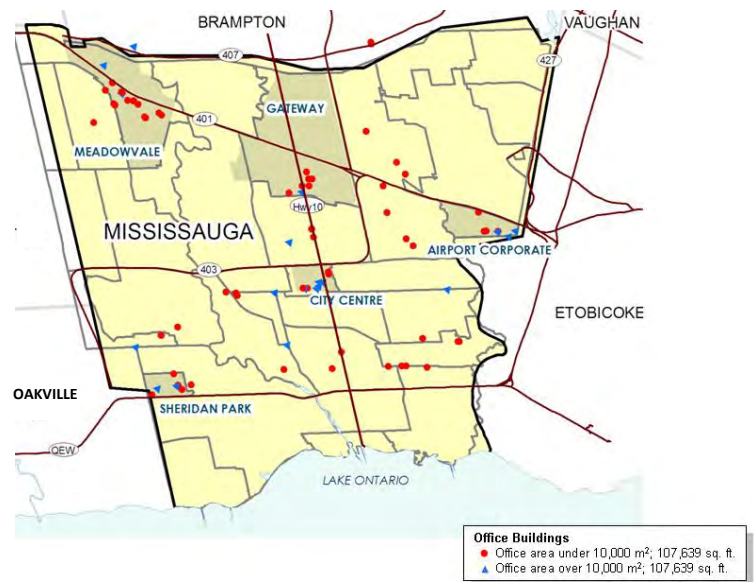 BRAMPTON
VAUGHAN
407
427
GATEWAY
401
MEADOWVALE
Hwy10
MISSISSAUGA
AIRPORT CORPORATE
403
CITY CENTRE
ETOBICOKE
OAKVILLE
SHERIDAN PARK
QEW
LAKE ONTARIO
Office Buildings
Office area under 10,000 m²; 107,639 sq. ft.
Office area over 10,000 m²; 107,639 sq. ft.